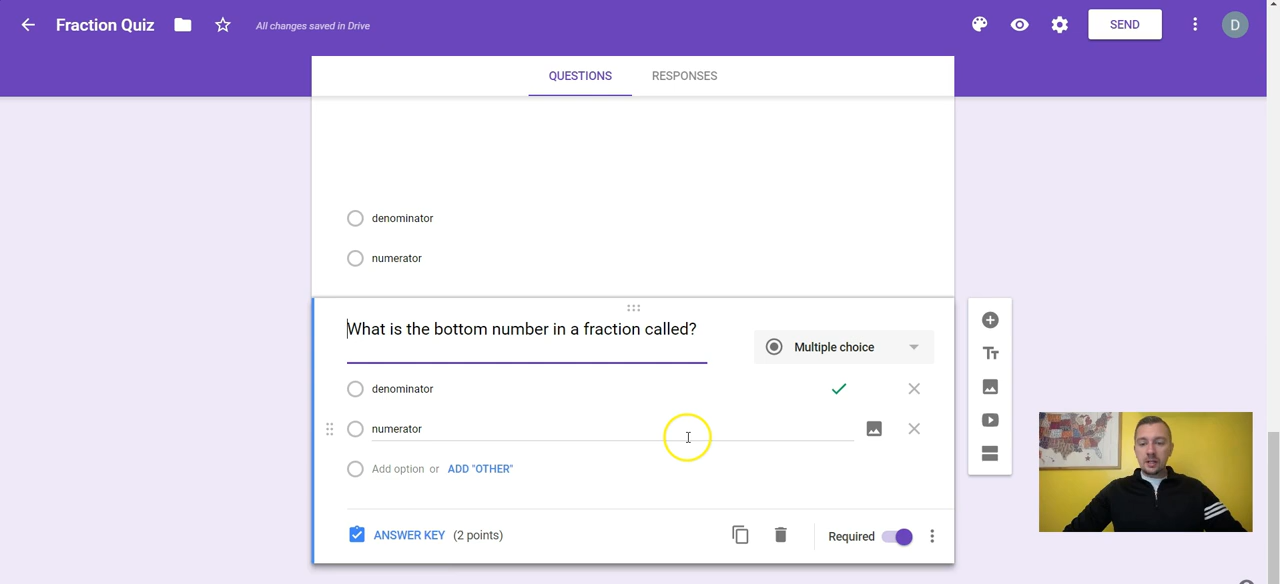 Fraction Quiz
All changes saved in Drive
SEND
D
QUESTIONS RESPONSES
denominator
numerator
What is the bottom number in a fraction called?
Multiple choice
denominator
numerator
Add option or ADD "OTHER"
Tт
ANSWER KEY (2 points)
Required